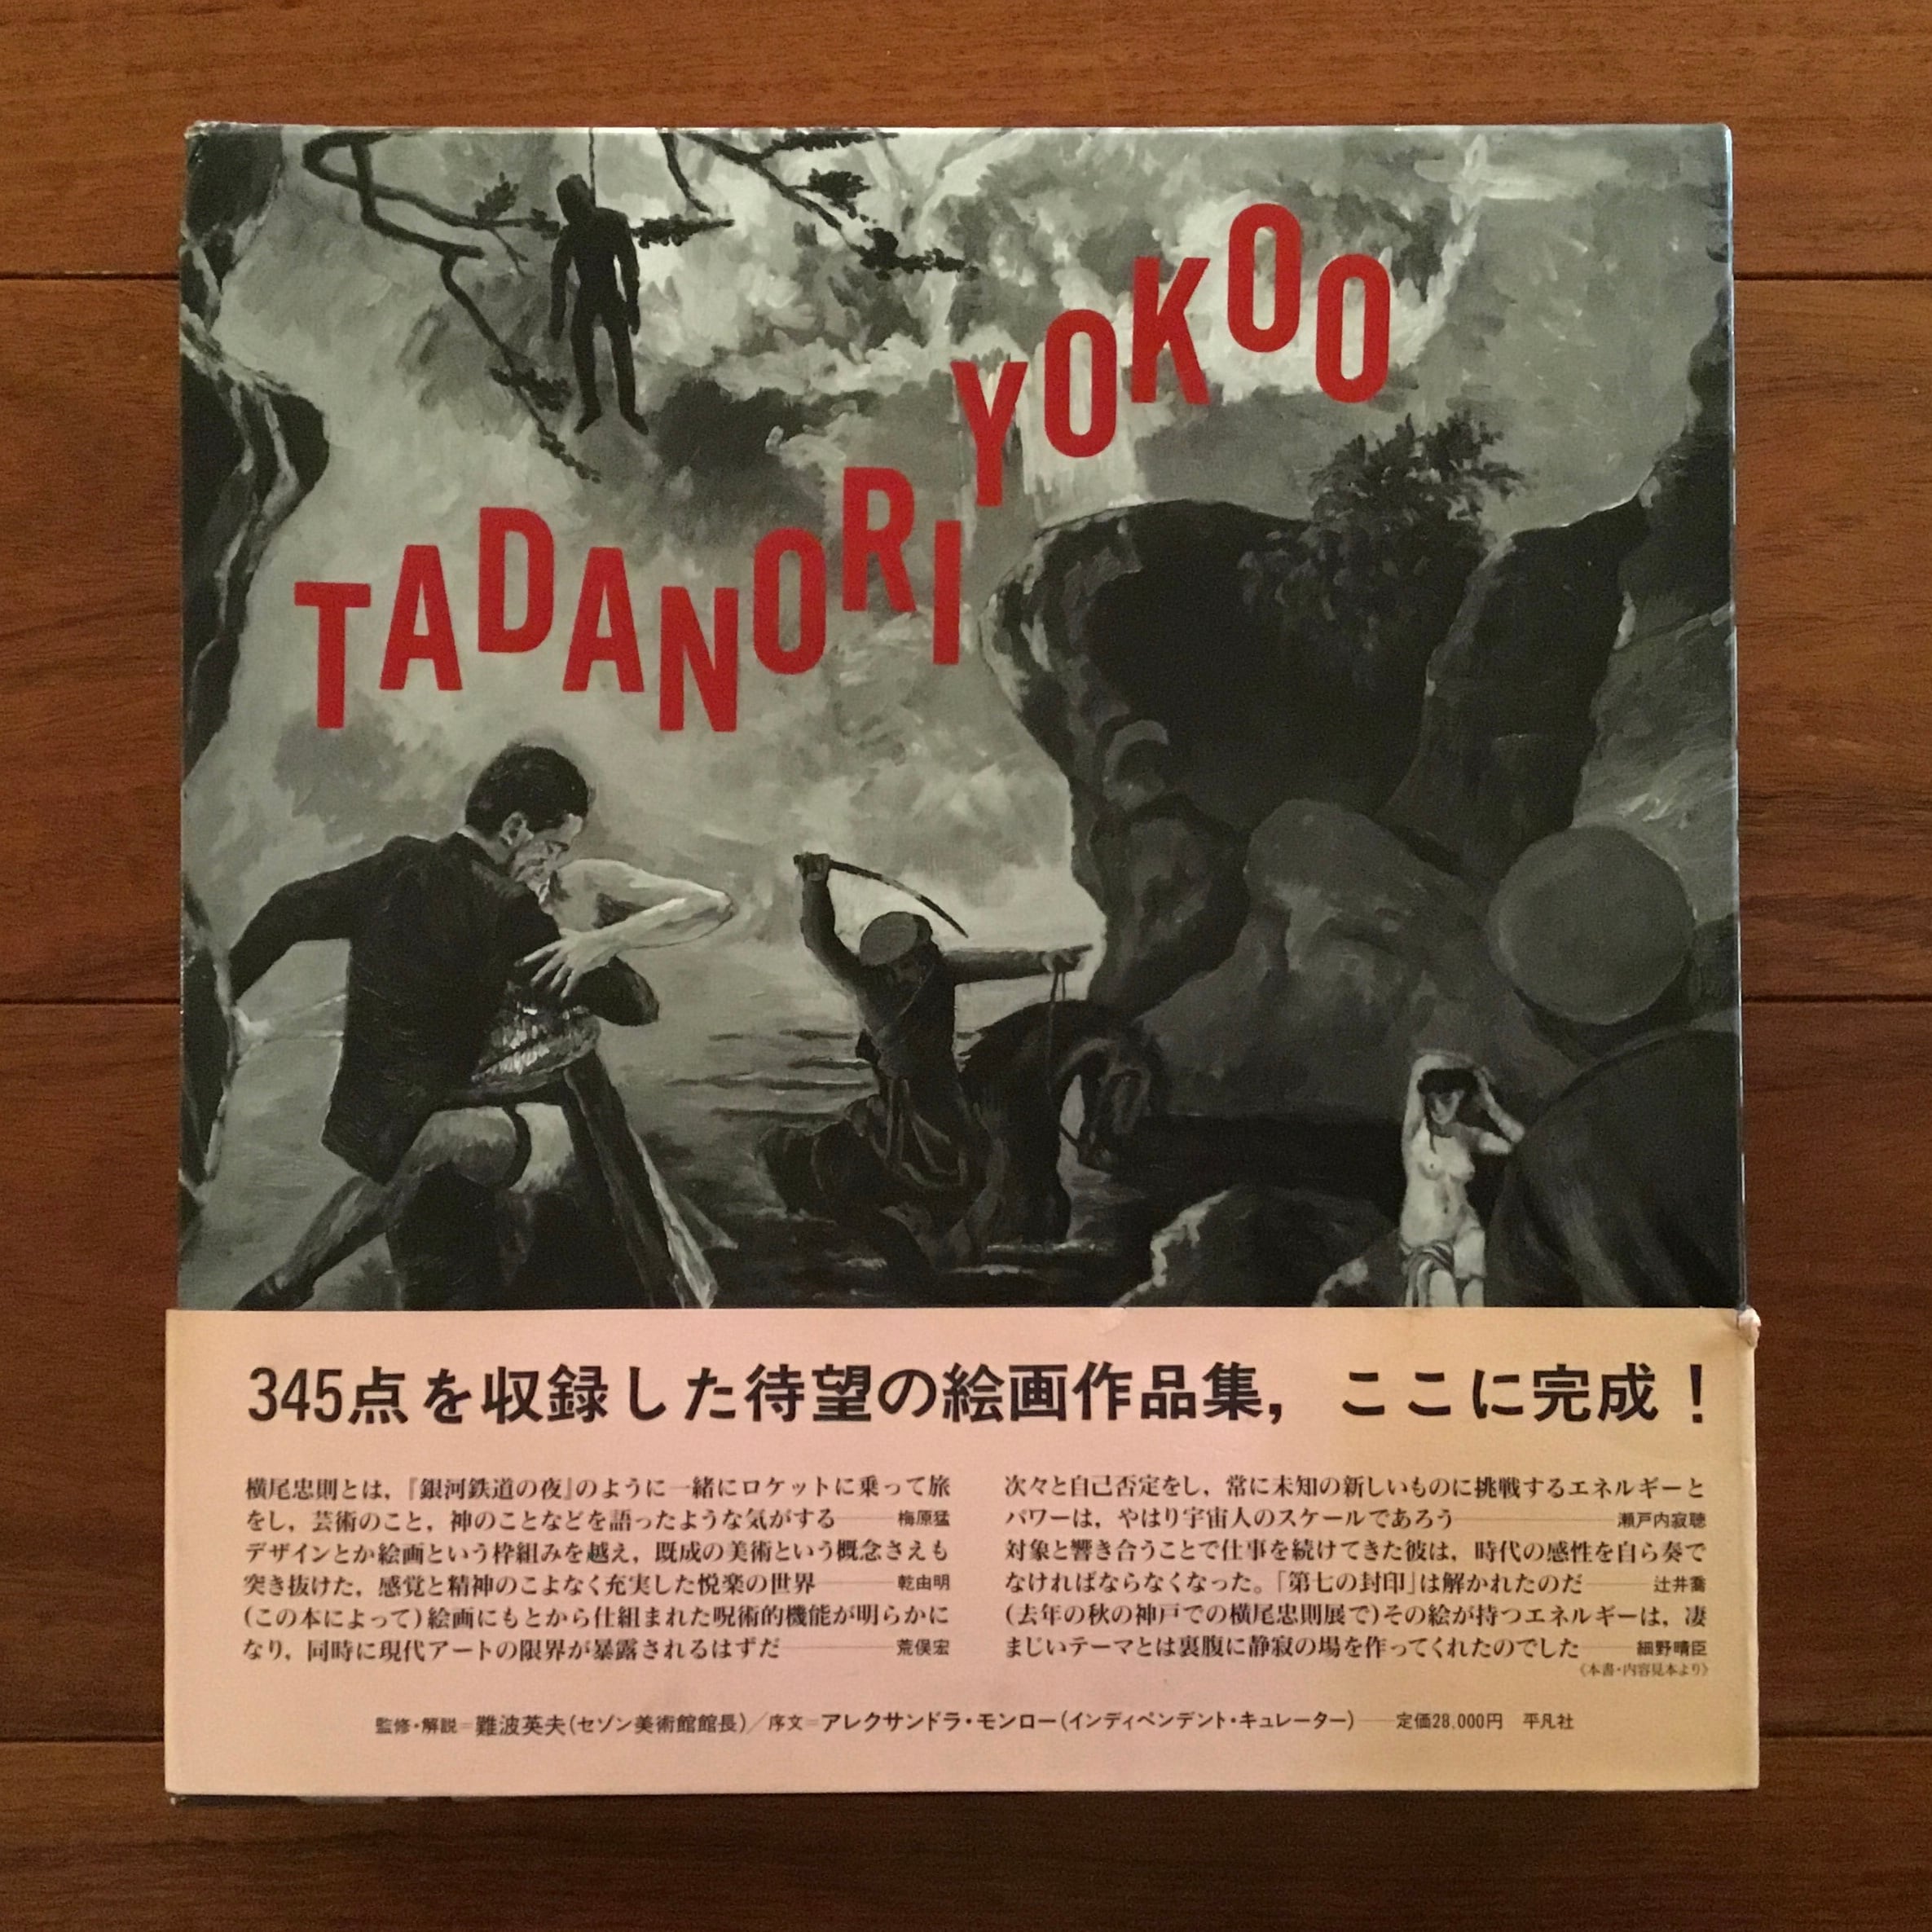 TADANORI YOKOO
345点を収録した待望の絵画作品集，ここに完成！
横尾忠則とは，『銀河鉄道の夜』のように一緒にロケットに乗って旅
をし，芸術のこと，神のことなどを語ったような気がする――梅原猛
デザインとか絵画という枠組みを越え，既成の美術という概念さえも
突き抜けた，感覚と精神のこよなく充実した悦楽の世界――乾由明
(この本によって)絵画にもとから仕組まれた呪術的機能が明らかに
なり，同時に現代アートの限界が暴露されるはずだ――荒俣宏
次々と自己否定をし，常に未知の新しいものに挑戦するエネルギーと
パワーは，やはり宇宙人のスケールであろう――瀬戸内寂聴
対象と響き合うことで仕事を続けてきた彼は，時代の感性を自ら奏で
なければならなくなった。「第七の封印」は解かれたのだ――辻井喬
(去年の秋の神戸での横尾忠則展で)その絵が持つエネルギーは，凄
まじいテーマとは裏腹に静寂の場を作ってくれたのでした――細野晴臣
《本書・内容見本より》
監修・解説＝難波英夫(セゾン美術館館長)／序文＝アレクサンドラ・モンロー(インディペンデント・キュレーター)――定価28,000円 平凡社